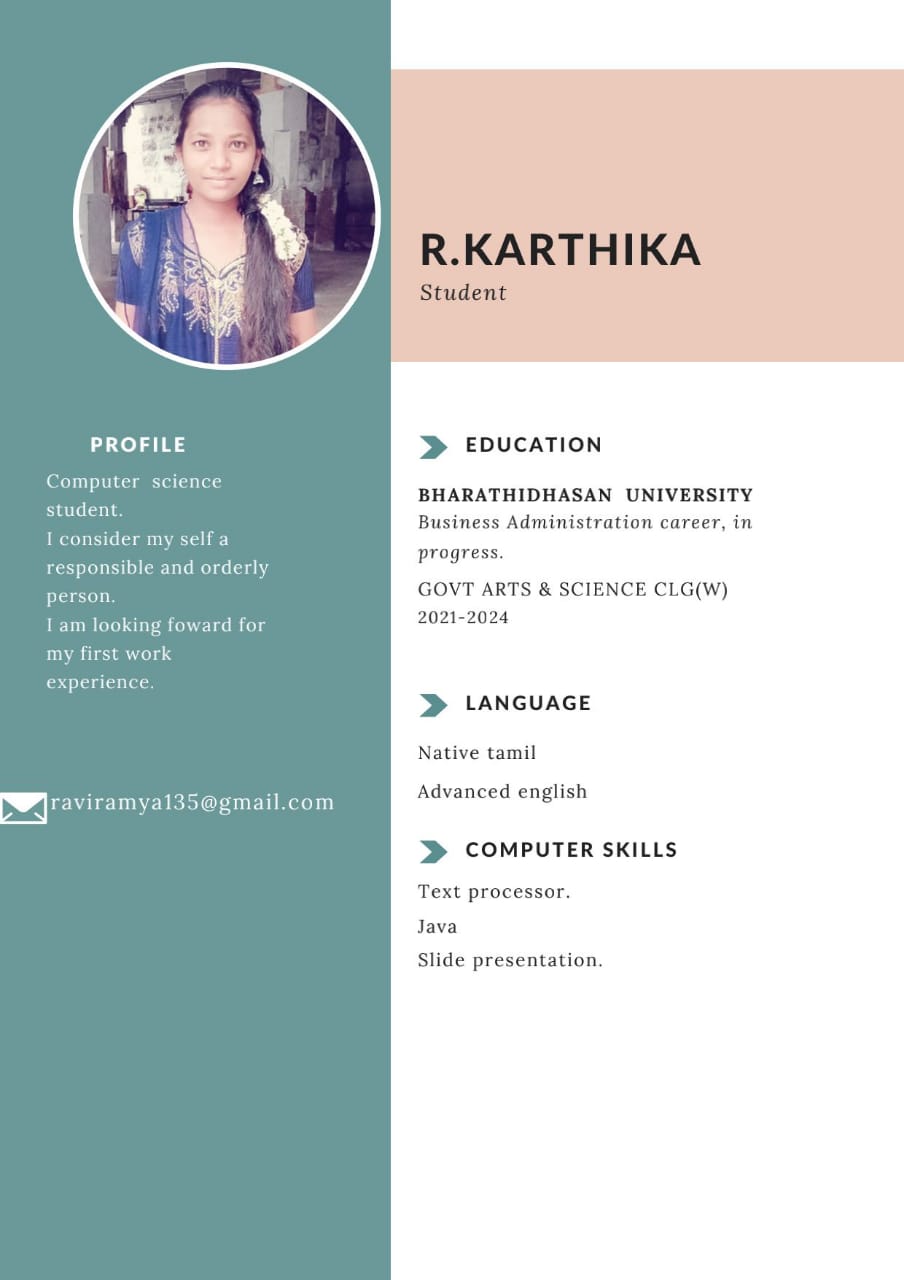 R.KARTHIKA
Student
PROFILE
Computer science
student.
I consider my self a
responsible and orderly
person.
I am looking foward for
my first work
experience.
raviramya135@gmail.com
EDUCATION
BHARATHIDHASAN UNIVERSITY
Business Administration career, in
progress.
GOVT ARTS & SCIENCE CLG(W)
2021-2024
LANGUAGE
Native tamil
Advanced english
COMPUTER SKILLS
Text processor.
Java
Slide presentation.